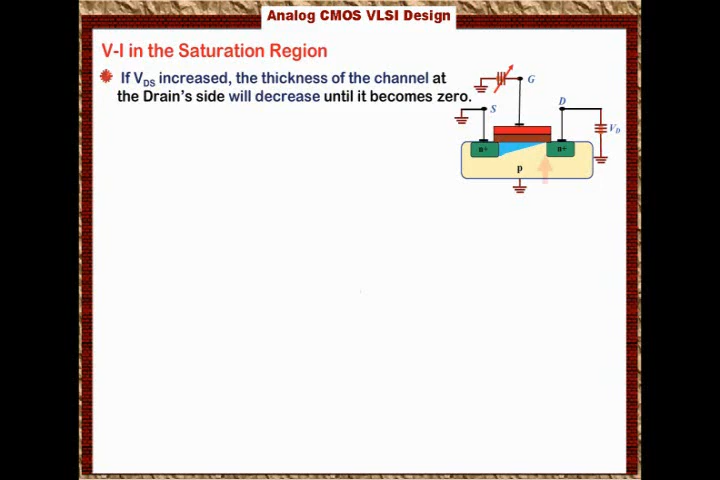 Analog CMOS VLSI Design
V-I in the Saturation Region
If VDS increased, the thickness of the channel at
the Drain's side will decrease until it becomes zero.
G
S
D
VD
n+
n+
p